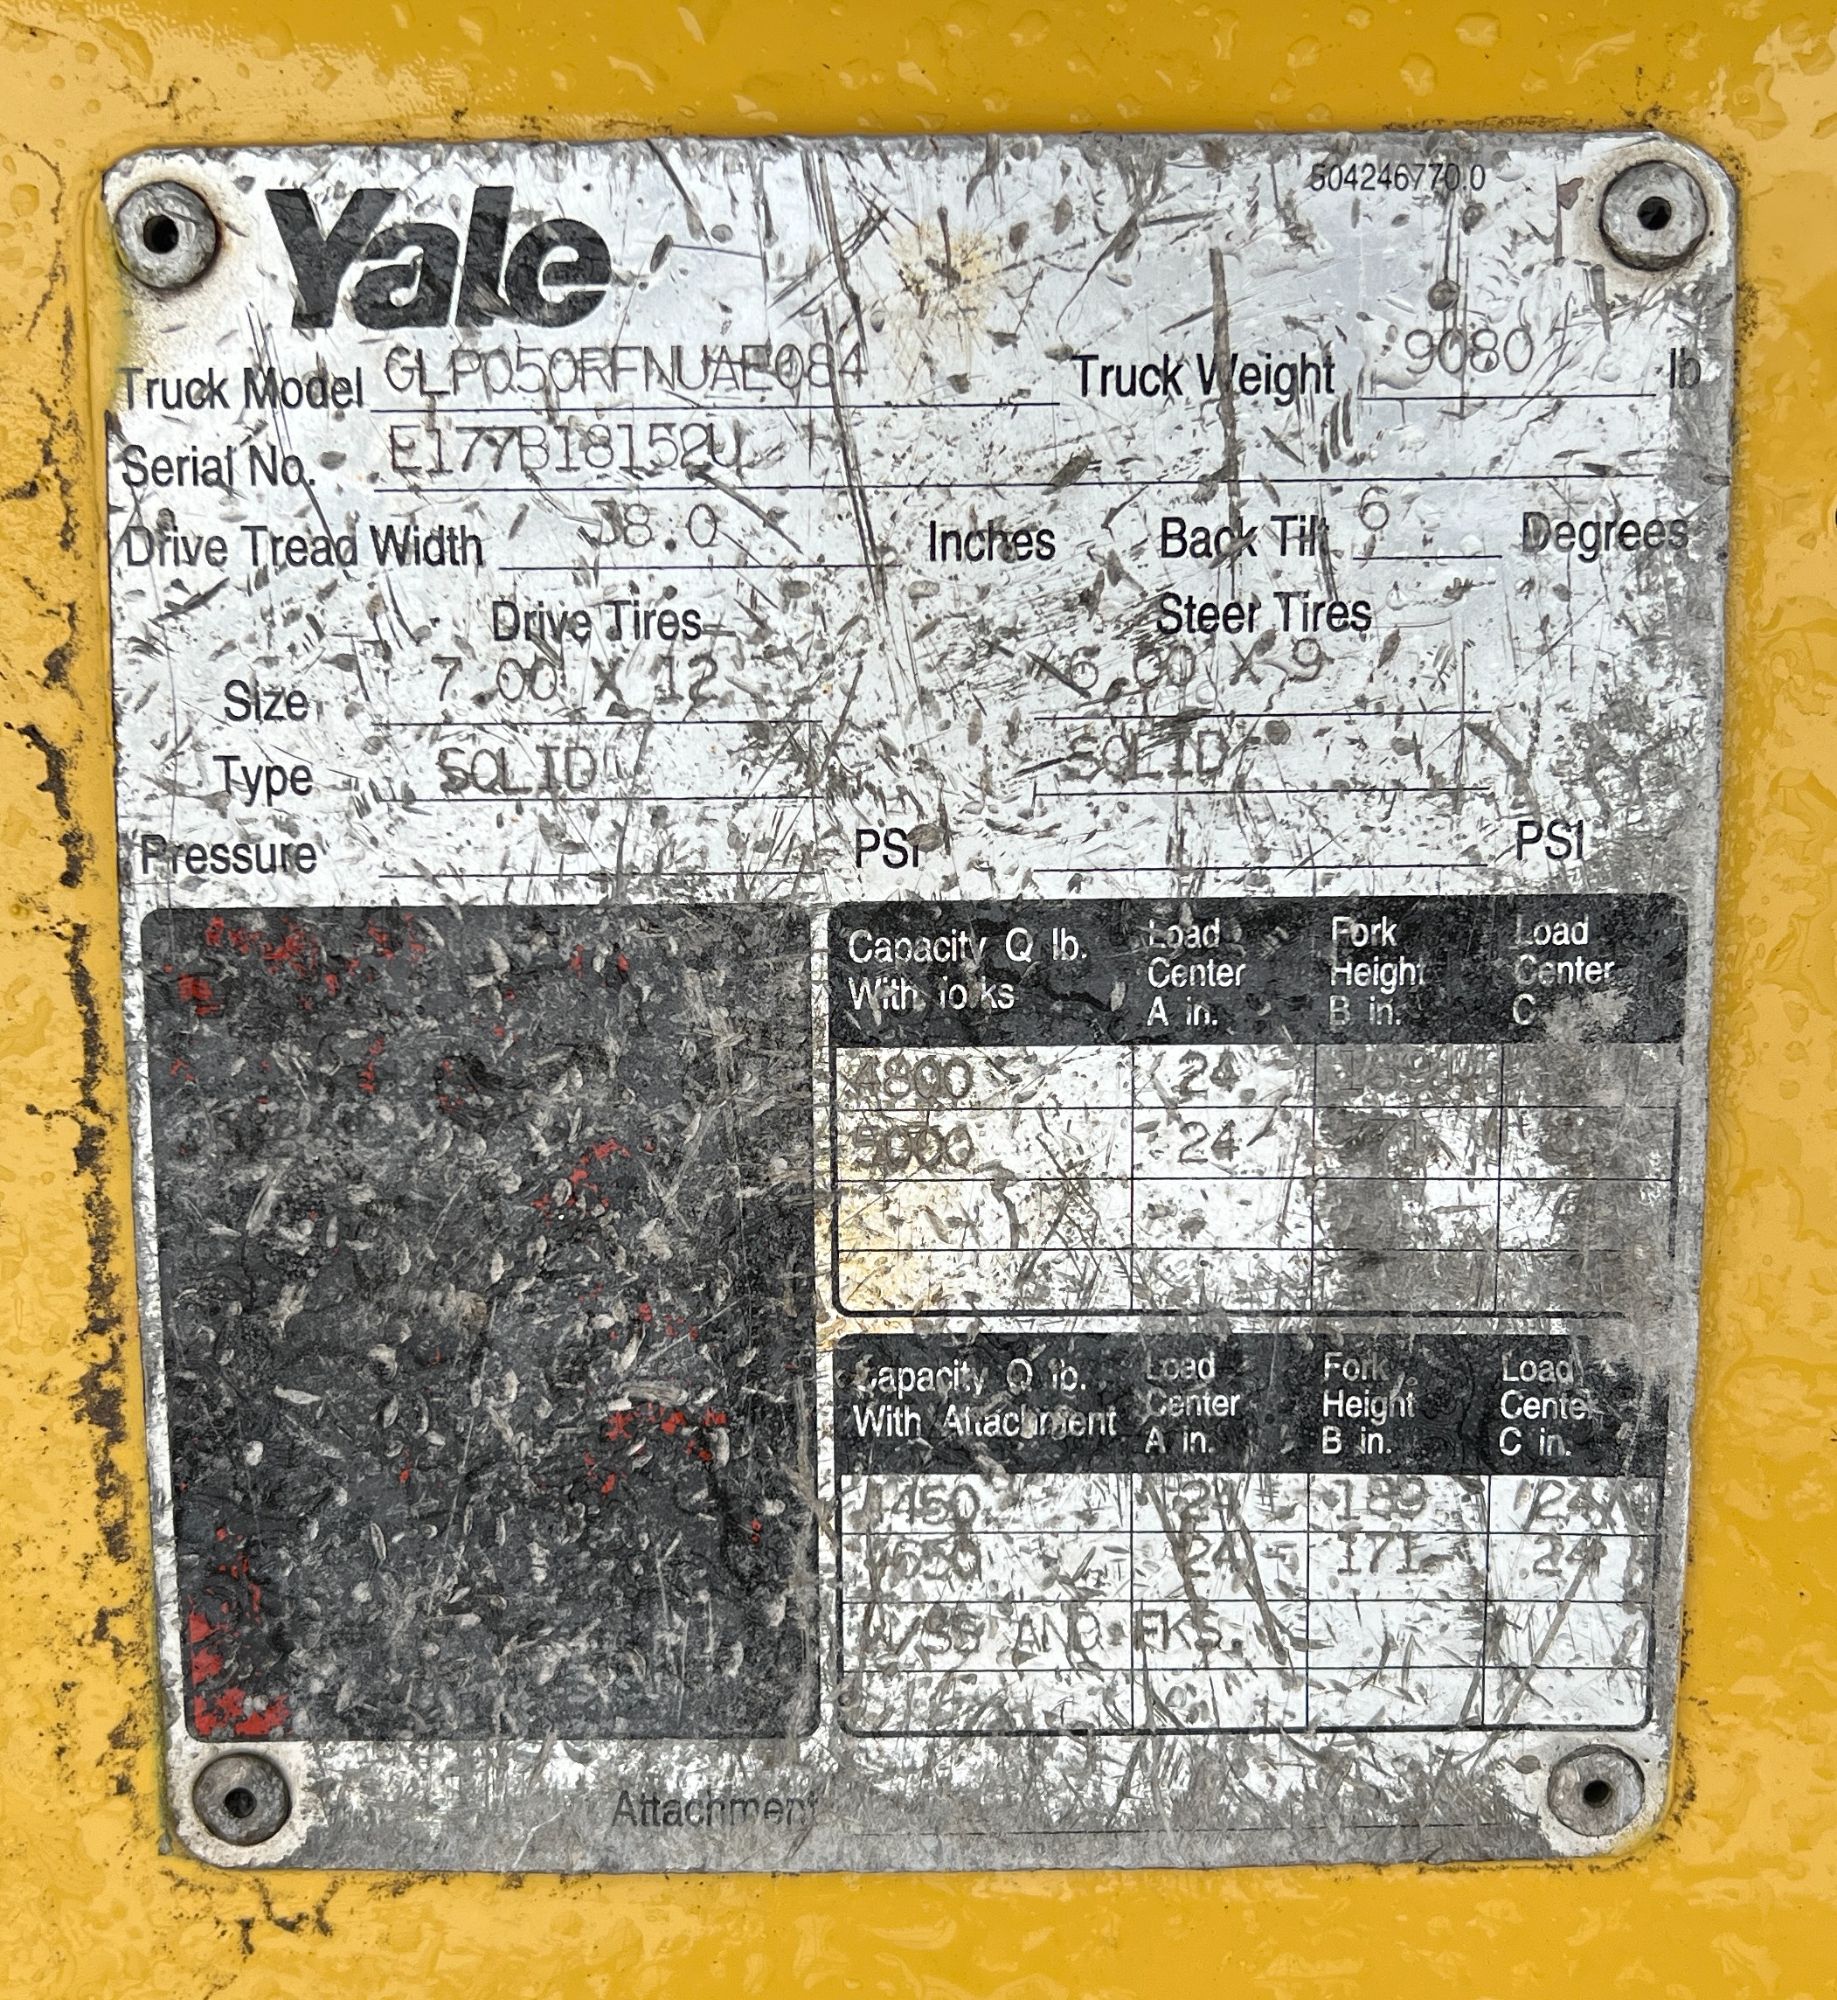 504246770.0
Yale
Truck Model GLP050RFNUAE084 Truck Weight 9080 lb
Serial No. E177B18152U
Drive Tread Width 38.0 Inches Back Tilt 6 Degrees
Drive Tires Steer Tires
Size 7.00 X 12 6.00 X 9
Type SOLID SOLID
Pressure PSI PSI
Capacity Q lb. Load Fork Load
With forks Center Height Center
A in. B in. C
4800 24
5000 24
Capacity Q lb. Load Fork Load
With Attachment Center Height Center
A in. B in. C in.
4450 24 189 24
4650 24 171 24
W/SS AND FKS.
Attachment